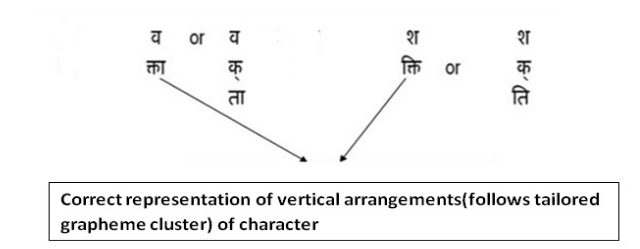 व or व श श
क्ता क् क्ति or क्
ता ति
Correct representation of vertical arrangements(follows tailored
grapheme cluster) of character